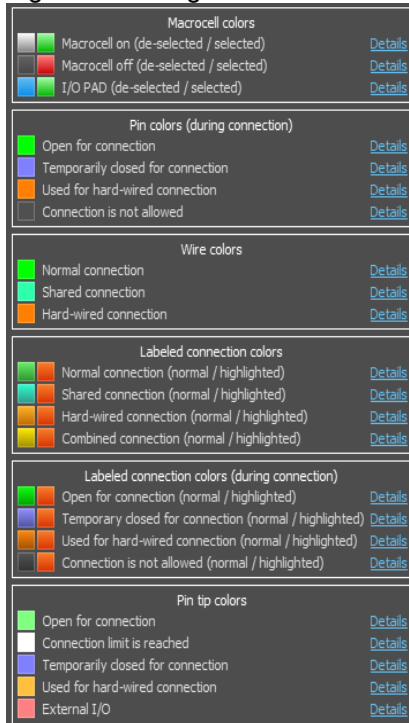 Macrocell colors
Macrocell on (de-selected / selected) Details
Macrocell off (de-selected / selected) Details
I/O PAD (de-selected / selected) Details
Pin colors (during connection)
Open for connection Details
Temporarily closed for connection Details
Used for hard-wired connection Details
Connection is not allowed Details
Wire colors
Normal connection Details
Shared connection Details
Hard-wired connection Details
Labeled connection colors
Normal connection (normal / highlighted) Details
Shared connection (normal / highlighted) Details
Hard-wired connection (normal / highlighted) Details
Combined connection (normal / highlighted) Details
Labeled connection colors (during connection)
Open for connection (normal / highlighted) Details
Temporary closed for connection (normal / highlighted) Details
Used for hard-wired connection (normal / highlighted) Details
Connection is not allowed (normal / highlighted) Details
Pin tip colors
Open for connection Details
Connection limit is reached Details
Temporarily closed for connection Details
Used for hard-wired connection Details
External I/O Details